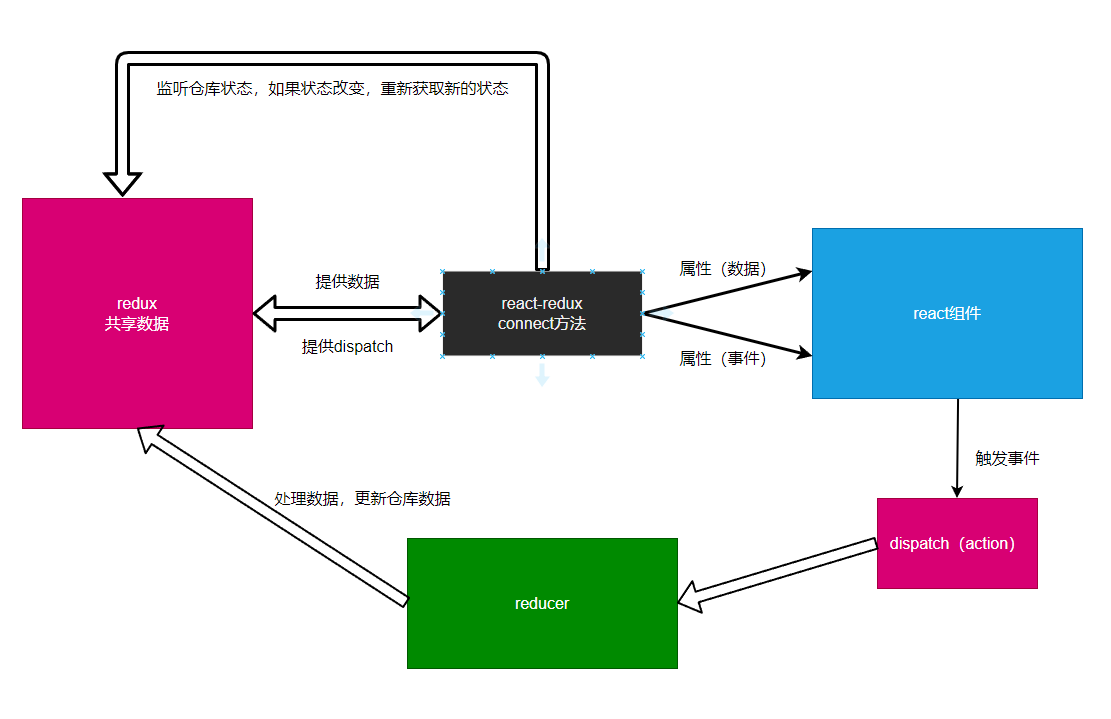 监听仓库状态，如果状态改变，重新获取新的状态
redux
共享数据
提供数据
提供dispatch
react-redux
connect方法
属性（数据）
属性（事件）
react组件
触发事件
处理数据，更新仓库数据
dispatch（action）
reducer